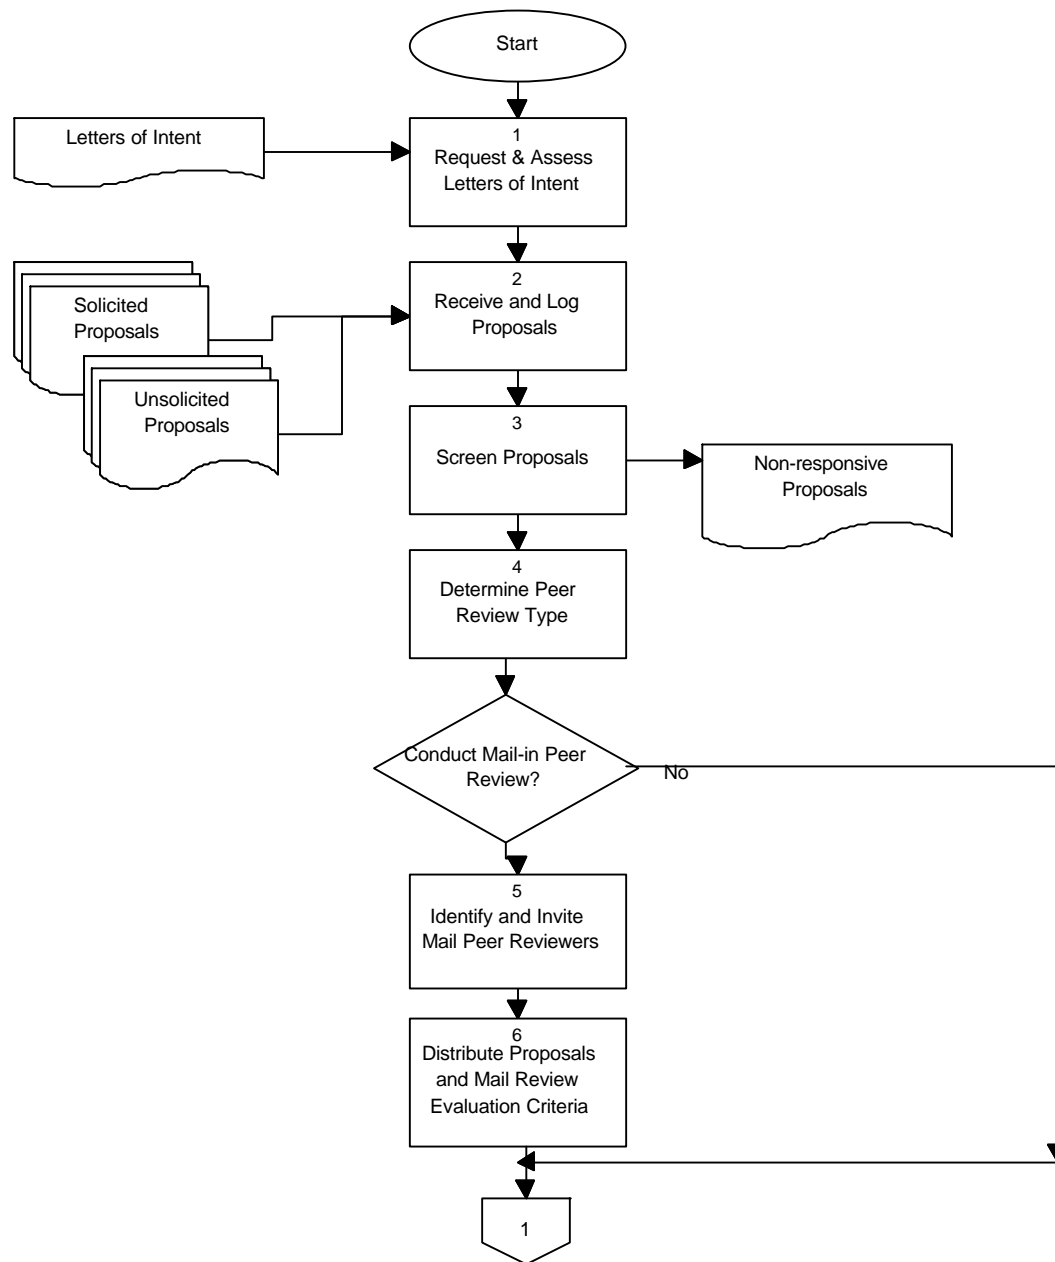 Start
Letters of Intent
1
Request & Assess
Letters of Intent
2
Receive and Log
Proposals
Solicited
Proposals
Unsolicited
Proposals
3
Screen Proposals
Non-responsive
Proposals
4
Determine Peer
Review Type
Conduct Mail-in Peer
Review?
No
5
Identify and Invite
Mail Peer Reviewers
6
Distribute Proposals
and Mail Review
Evaluation Criteria
1